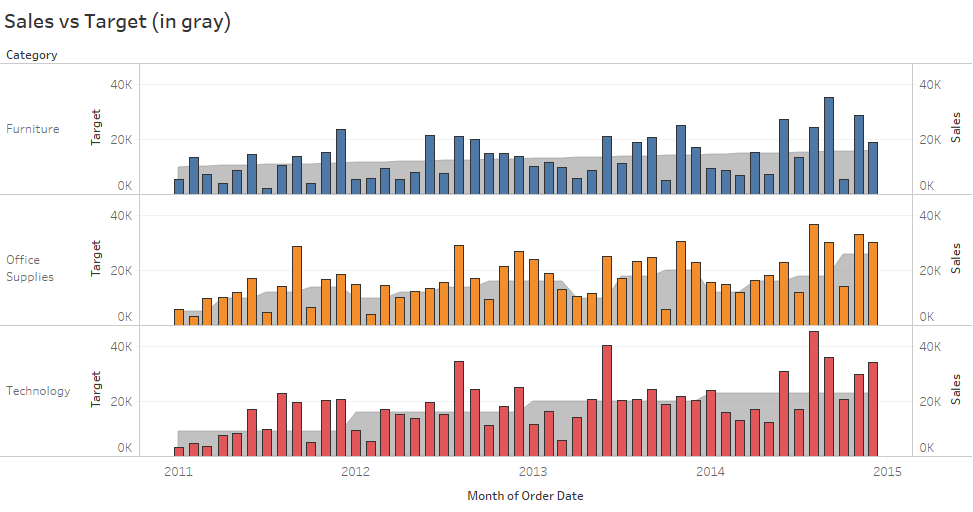 Sales vs Target (in gray)
Category
Furniture
Target
40K
20K
0K
40K
20K
0K
Sales
Office
Supplies
Target
40K
20K
0K
40K
20K
0K
Sales
Technology
Target
40K
20K
0K
40K
20K
0K
Sales
2011 2012 2013 2014 2015
Month of Order Date